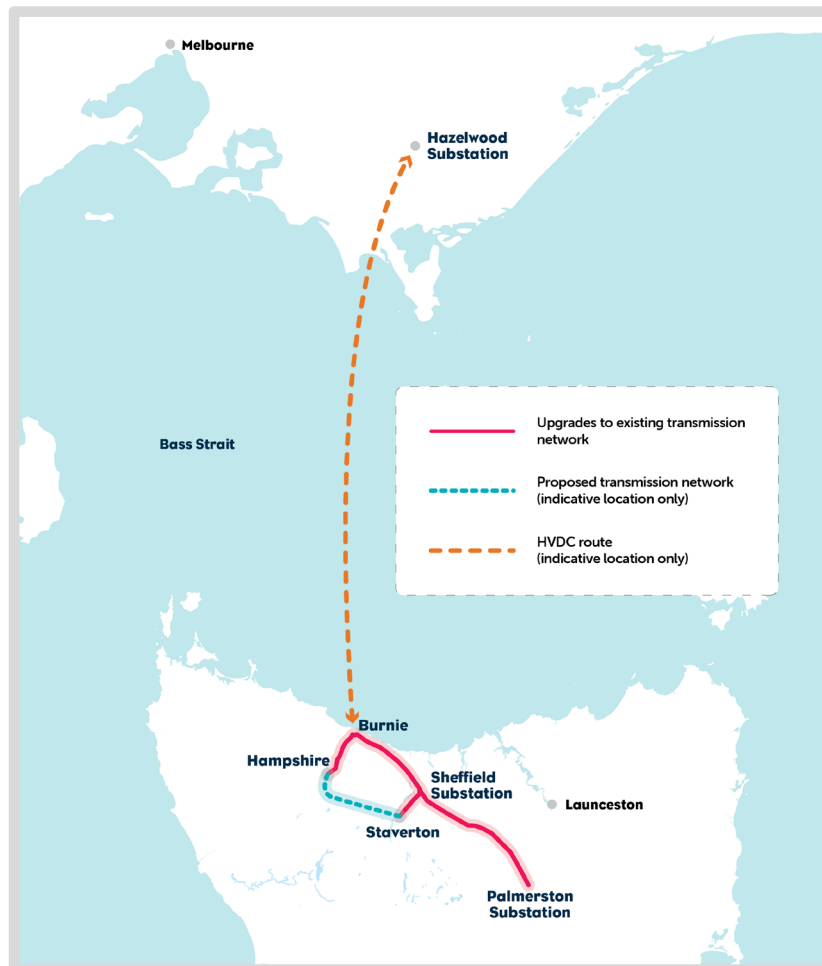 Melbourne
Hazelwood
Substation
Upgrades to existing transmission
network
Bass Strait
Proposed transmission network
(indicative location only)
HVDC route
(indicative location only)
Burnie
Hampshire
Sheffield
Substation
Launceston
Staverton
Palmerston
Substation